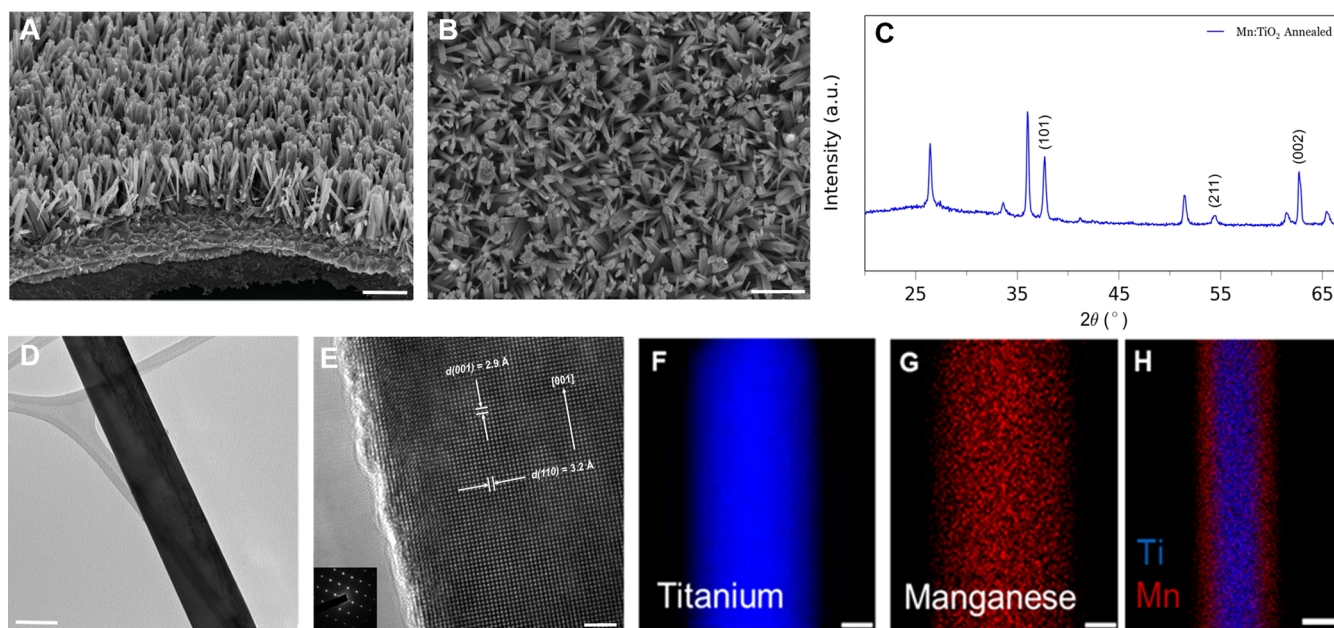 A
B
C
Mn:TiO₂ Annealed
Intensity (a.u.)
(101)
(211)
(002)
25 35 45 55 65
2θ (°)
D
E
d(001) = 2.9 Å
[001]
d(110) = 3.2 Å
F
Titanium
G
Manganese
H
Ti
Mn